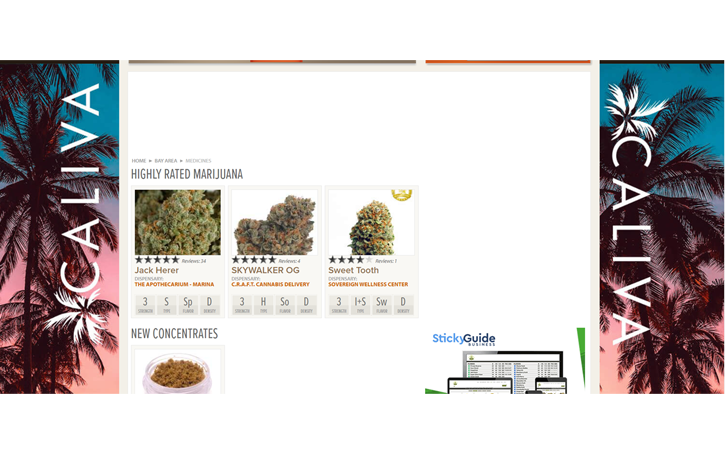 CALIVA
HOME ► BAY AREA ► MEDICINES
HIGHLY RATED MARIJUANA
Reviews: 24
Jack Herer
DISPENSARY:
THE APOTHECARIUM - MARINA
3 S Sp D
STRONGER TYPE FLAVOR DENSITY
Reviews: 4
SKYWALKER OG
DISPENSARY:
C.R.A.F.T. CANNABIS DELIVERY
3 H So D
STRONGER TYPE FLAVOR DENSITY
Reviews: 1
Sweet Tooth
DISPENSARY:
SOVEREIGN WELLNESS CENTER
3 I+S Sw D
STRONGER TYPE FLAVOR DENSITY
NEW CONCENTRATES
StickyGuide
BUSINESS
CALIVA